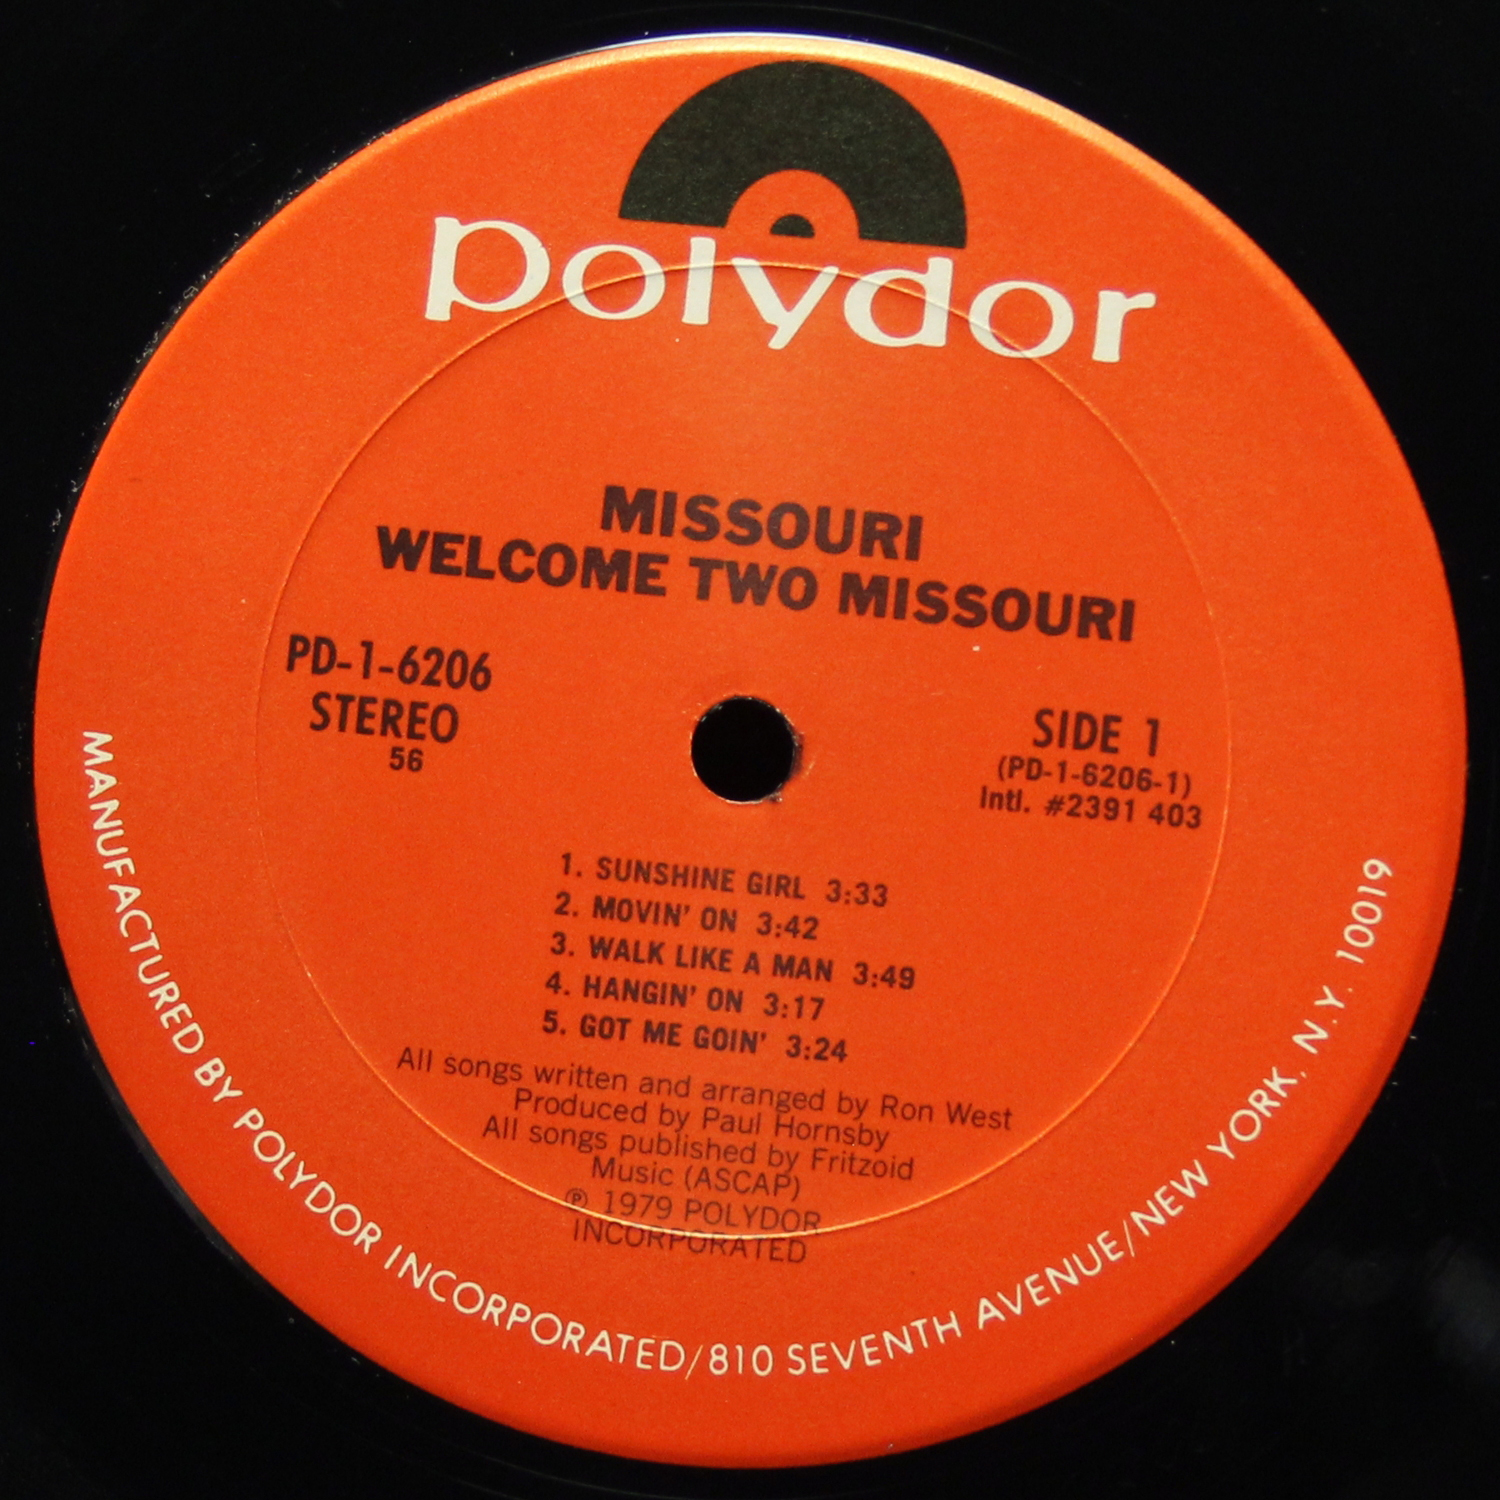 polydor
MISSOURI
WELCOME TWO MISSOURI
PD-1-6206
STEREO
56
SIDE 1
(PD-1-6206-1)
Intl. #2391 403
1. SUNSHINE GIRL 3:33
2. MOVIN' ON 3:42
3. WALK LIKE A MAN 3:49
4. HANGIN' ON 3:17
5. GOT ME GOIN' 3:24
All songs written and arranged by Ron West
Produced by Paul Hornsby
All songs published by Fritzoid
Music (ASCAP)
℗ 1979 POLYDOR
INCORPORATED
MANUFACTURED BY POLYDOR INCORPORATED/810 SEVENTH AVENUE/NEW YORK, N.Y. 10019